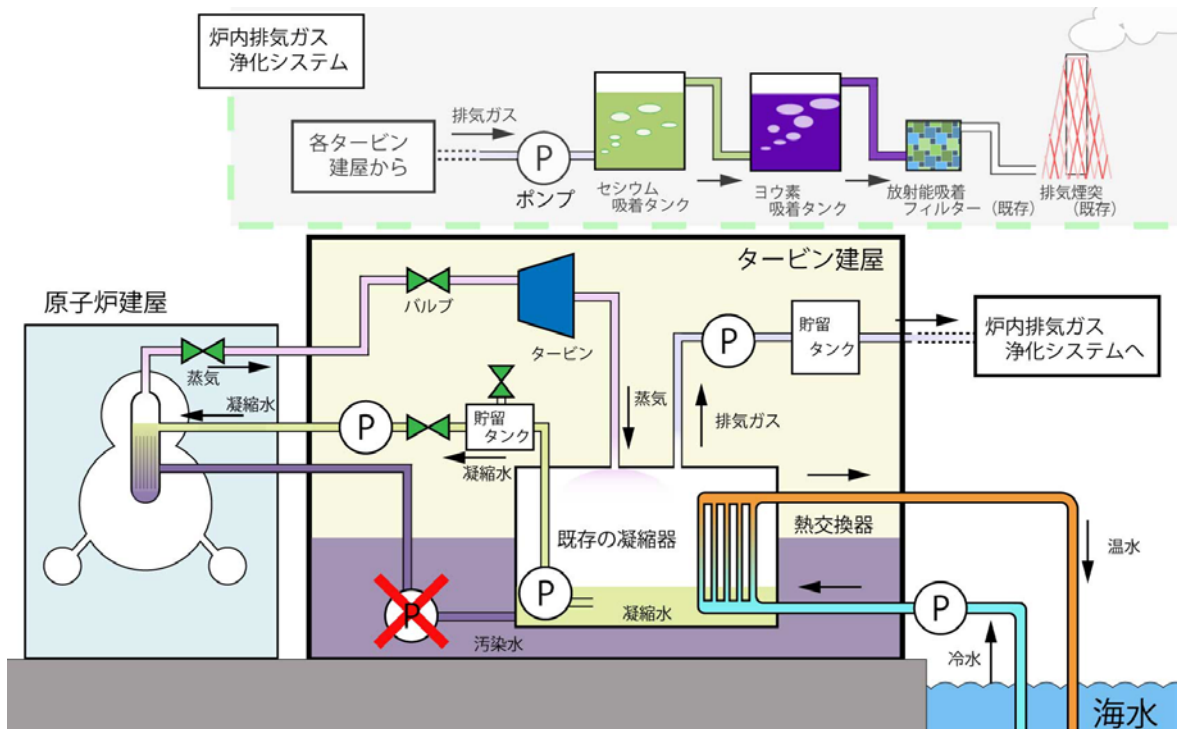 炉内排気ガス
浄化システム
各タービン
建屋から
排気ガス
P
ポンプ
セシウム
吸着タンク
ヨウ素
吸着タンク
放射能吸着
フィルター（既存）
排気煙突
（既存）
原子炉建屋
蒸気
凝縮水
タービン建屋
バルブ
タービン
貯留
タンク
P
凝縮水
蒸気
排気ガス
P
貯留
タンク
炉内排気ガス
浄化システムへ
既存の凝縮器
熱交換器
温水
P
P
凝縮水
汚染水
P
冷水
海水